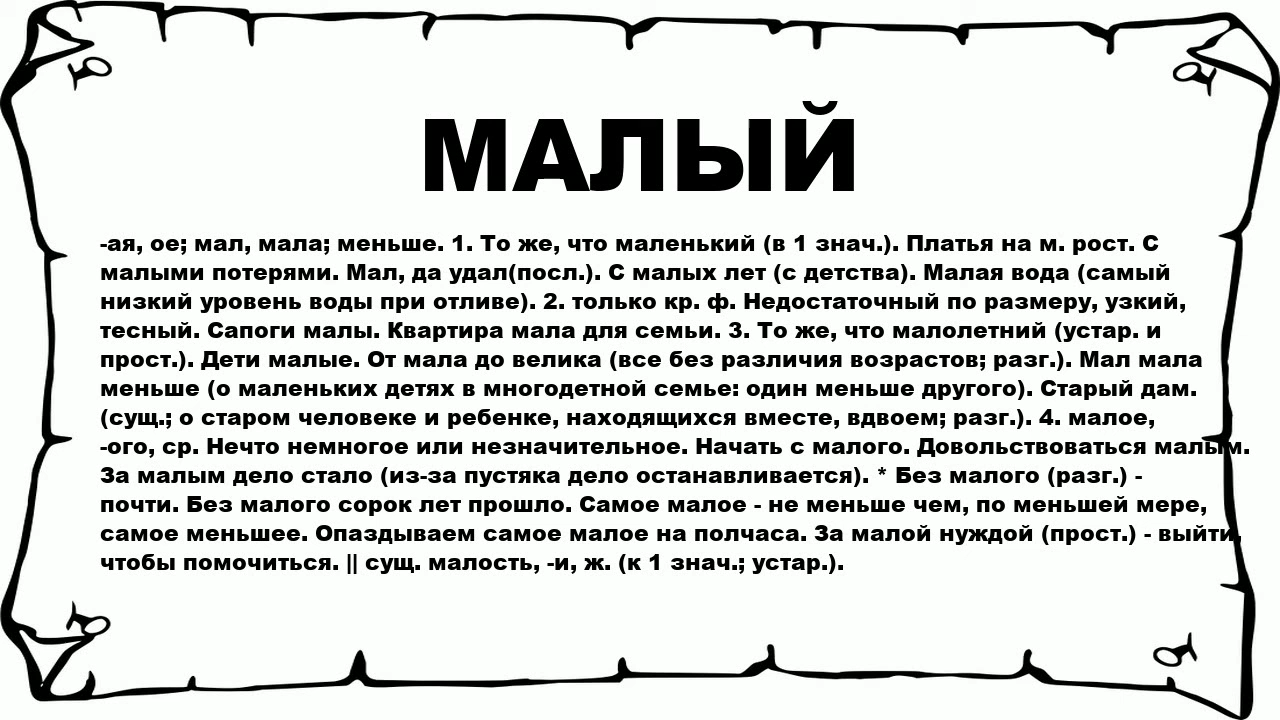 МАЛЫЙ
-ая, ое; мал, мала; меньше. 1. То же, что маленький (в 1 знач.). Платья на м. рост. С
малыми потерями. Мал, да удал(посл.). С малых лет (с детства). Малая вода (самый
низкий уровень воды при отливе). 2. только кр. ф. Недостаточный по размеру, узкий,
тесный. Сапоги малы. Квартира мала для семьи. 3. То же, что малолетний (устар. и
прост.). Дети малые. От мала до велика (все без различия возрастов; разг.). Мал мала
меньше (о маленьких детях в многодетной семье: один меньше другого). Старый дам.
(сущ.; о старом человеке и ребенке, находящихся вместе, вдвоем; разг.). 4. малое,
-ого, ср. Нечто немногое или незначительное. Начать с малого. Довольствоваться малым.
За малым дело стало (из-за пустяка дело останавливается). * Без малого (разг.) -
почти. Без малого сорок лет прошло. Самое малое - не меньше чем, по меньшей мере,
самое меньшее. Опаздываем самое малое на полчаса. За малой нуждой (прост.) - выйти,
чтобы помочиться. || сущ. малость, -и, ж. (к 1 знач.; устар.).